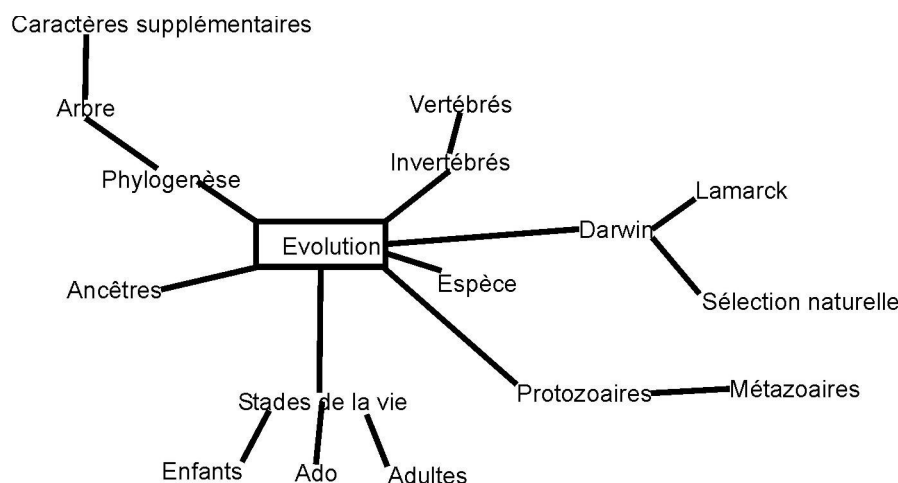 Caractères supplémentaires
Arbre
Vertébrés
Invertébrés
Phylogenèse
Lamarck
Darwin
Evolution
Espèce
Ancêtres
Sélection naturelle
Protozoaires
Métazoaires
Stades de la vie
Enfants
Ado
Adultes